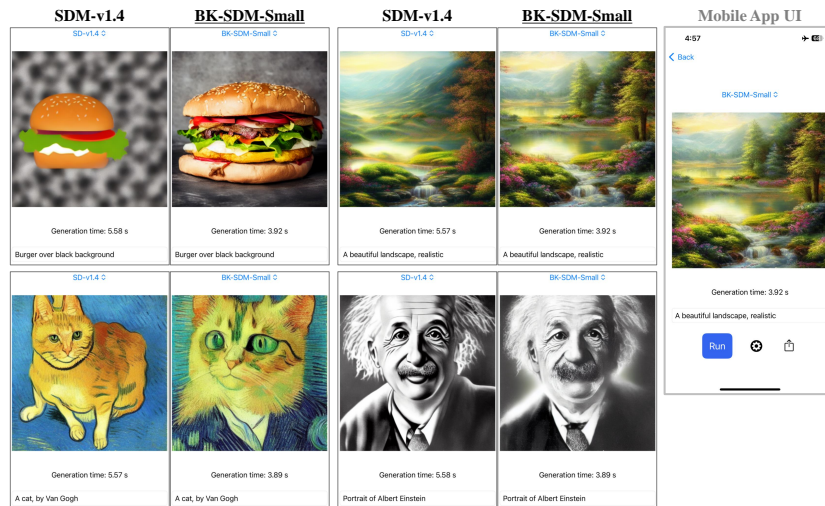 SDM-v1.4
BK-SDM-Small
SDM-v1.4
BK-SDM-Small
Mobile App UI
SD-v1.4
BK-SDM-Small
SD-v1.4
BK-SDM-Small
Generation time: 5.58 s
Generation time: 3.92 s
Generation time: 5.57 s
Generation time: 3.92 s
Burger over black background
Burger over black background
A beautiful landscape, realistic
A beautiful landscape, realistic
SD-v1.4
BK-SDM-Small
SD-v1.4
BK-SDM-Small
Generation time: 5.57 s
Generation time: 3.89 s
Generation time: 5.58 s
Generation time: 3.89 s
A cat, by Van Gogh
A cat, by Van Gogh
Portrait of Albert Einstein
Portrait of Albert Einstein
4:57
Back
BK-SDM-Small
Generation time: 3.92 s
A beautiful landscape, realistic
Run